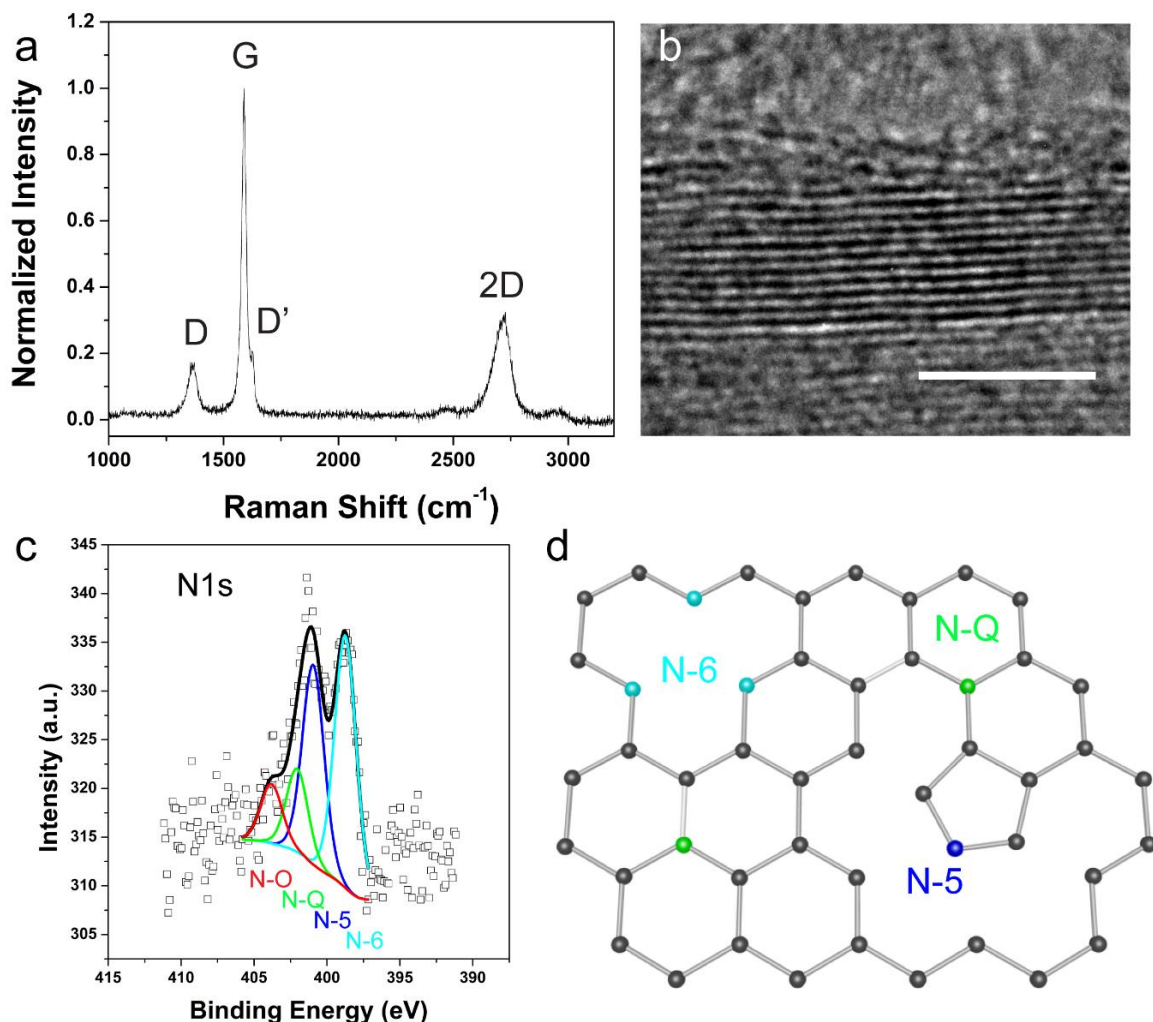 a
G
D
D’
2D
Normalized Intensity
1.2
1.0
0.8
0.6
0.4
0.2
0.0
1000 1500 2000 2500 3000
Raman Shift (cm-1)
b
c
N1s
Intensity (a.u.)
345
340
335
330
325
320
315
310
305
N-O
N-Q
N-5
N-6
415 410 405 400 395 390
Binding Energy (eV)
d
N-Q
N-6
N-5